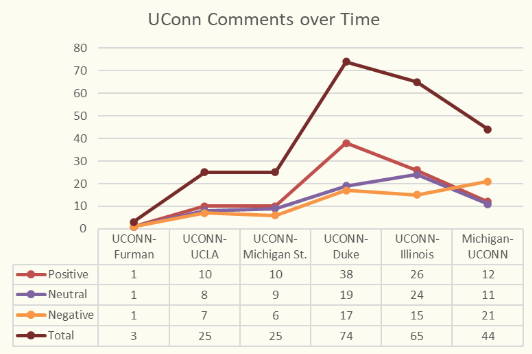 UConn Comments over Time
80
70
60
50
40
30
20
10
0
UCONN-Furman UCONN-UCLA UCONN-Michigan St. UCONN-Duke UCONN-Illinois Michigan-UCONN
Positive 1 10 10 38 26 12
Neutral 1 8 9 19 24 11
Negative 1 7 6 17 15 21
Total 3 25 25 74 65 44